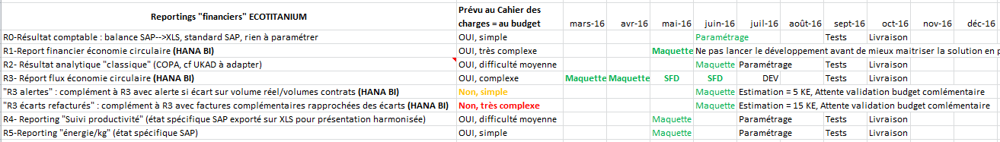 Reportings "financiers" ECOTITANIUM Prévu au Cahier des charges = au budget mars-16 avr-16 mai-16 juin-16 juil-16 août-16 sept-16 oct-16 nov-16 déc-16
R0-Résultat comptable : balance SAP-->XLS, standard SAP, rien à paramétrer OUI, simple Paramétrage Tests Livraison
R1-Report financier économie circulaire (HANA BI) OUI, très complexe Maquette Ne pas lancer le développement avant de mieux maitriser la solution en p
R2- Résultat analytique "classique" (COPA, cf UKAD à adapter) OUI, difficulté moyenne Maquette Paramétrage Tests Livraison
R3- Réport flux économie circulaire (HANA BI) OUI, complexe Maquette Maquette SFD SFD DEV Tests Livraison
"R3 alertes" : complément à R3 avec alerte si écart sur volume réel/volumes contrats (HANA BI) Non, simple Maquette Estimation = 5 KE, Attente validation budget comlémentaire
"R3 écarts refacturés" : complément à R3 avec factures complémentaires rapprochées des écarts (HANA BI) Non, très complexe Maquette Estimation = 15 KE, Attente validation budget comlémentaire
R4- Reporting "Suivi productivité" (état spécifique SAP exporté sur XLS pour présentation harmonisée) OUI, difficulté moyenne Maquette Paramétrage Tests Livraison
R5-Reporting "énergie/kg" (état spécifique SAP) OUI, simple Maquette Paramétrage Tests Livraison